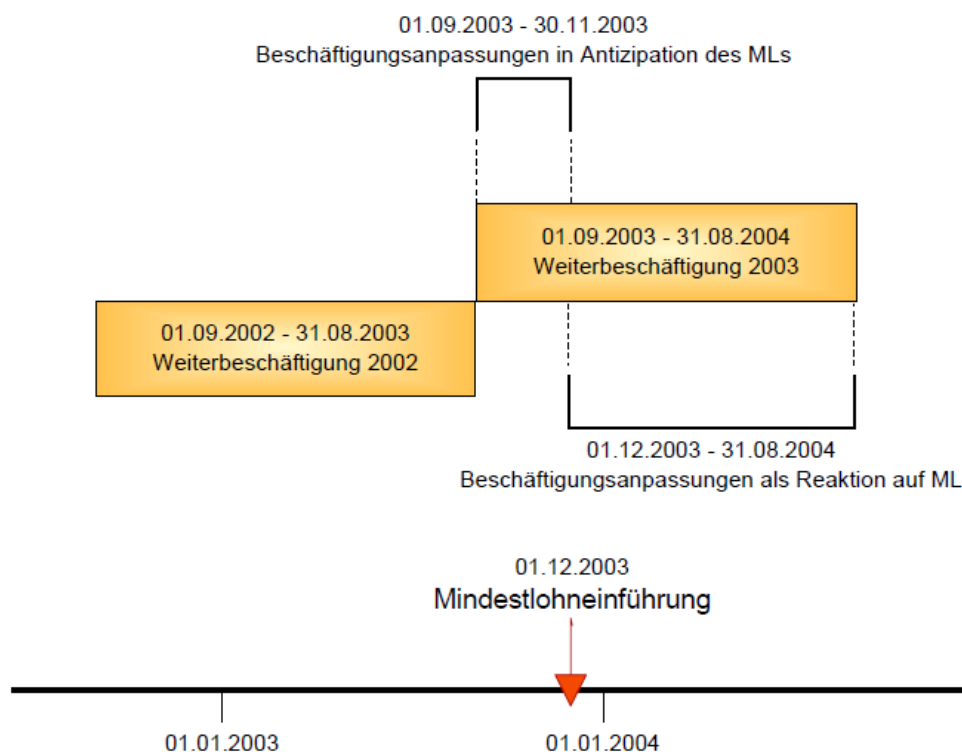 01.09.2003 - 30.11.2003
Beschäftigungsanpassungen in Antizipation des MLs
01.09.2003 - 31.08.2004
Weiterbeschäftigung 2003
01.09.2002 - 31.08.2003
Weiterbeschäftigung 2002
01.12.2003 - 31.08.2004
Beschäftigungsanpassungen als Reaktion auf ML
01.12.2003
Mindestlohneinführung
01.01.2003
01.01.2004